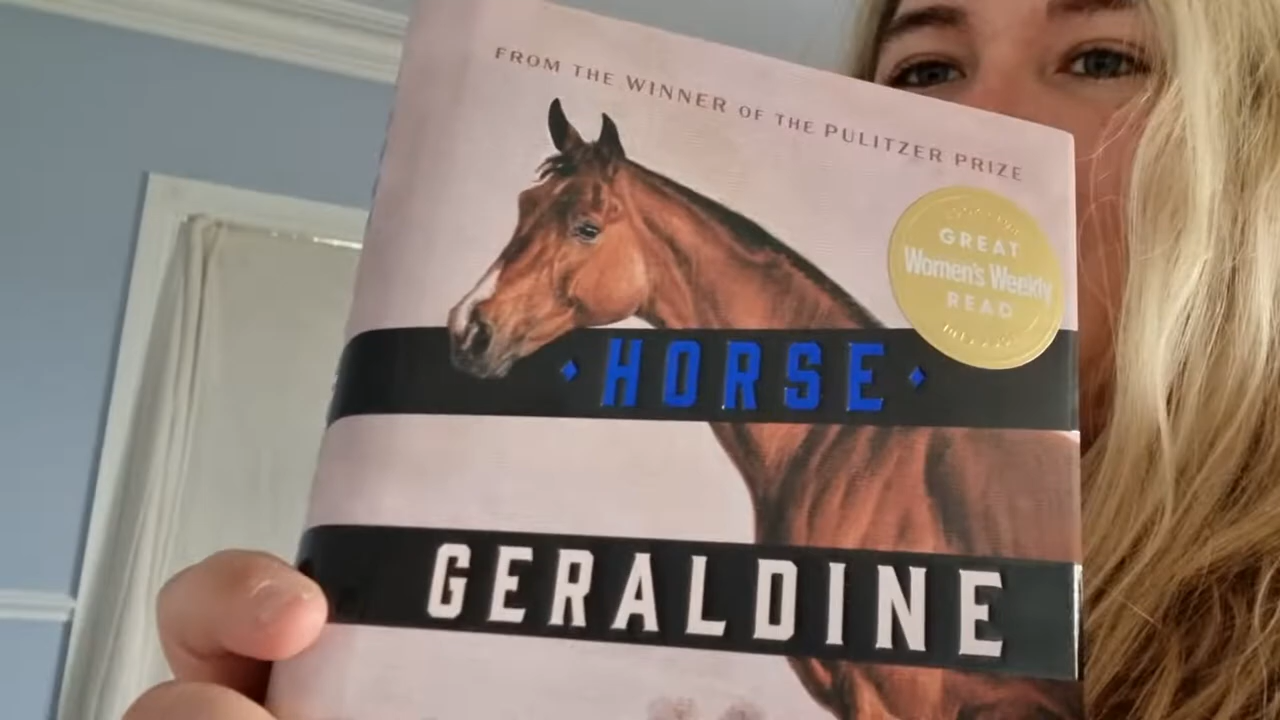 FROM THE WINNER OF THE PULITZER PRIZE
GREAT
Women's Weekly
READ
HORSE
GERALDINE